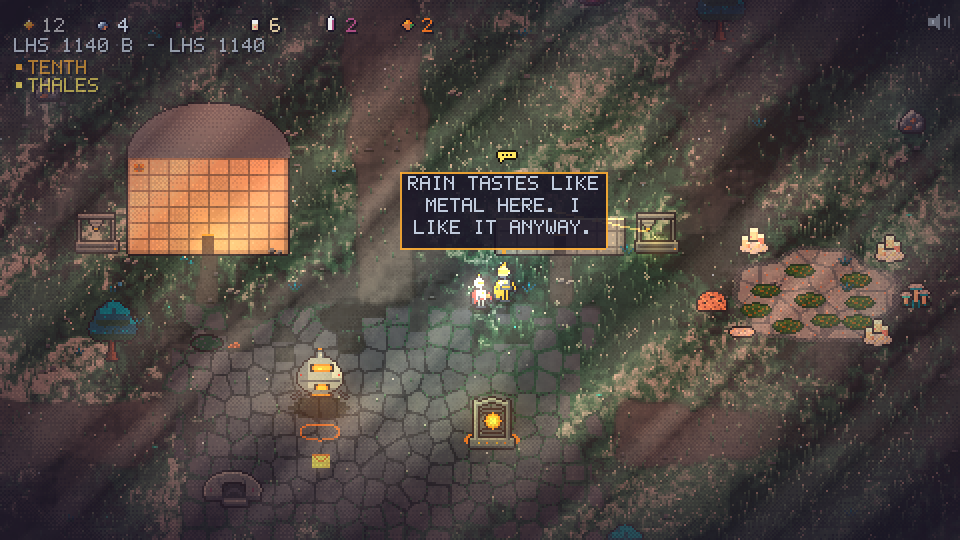 12 4 6 2 2
LHS 1140 B - LHS 1140
TENTH
THALES
RAIN TASTES LIKE
METAL HERE. I
LIKE IT ANYWAY.